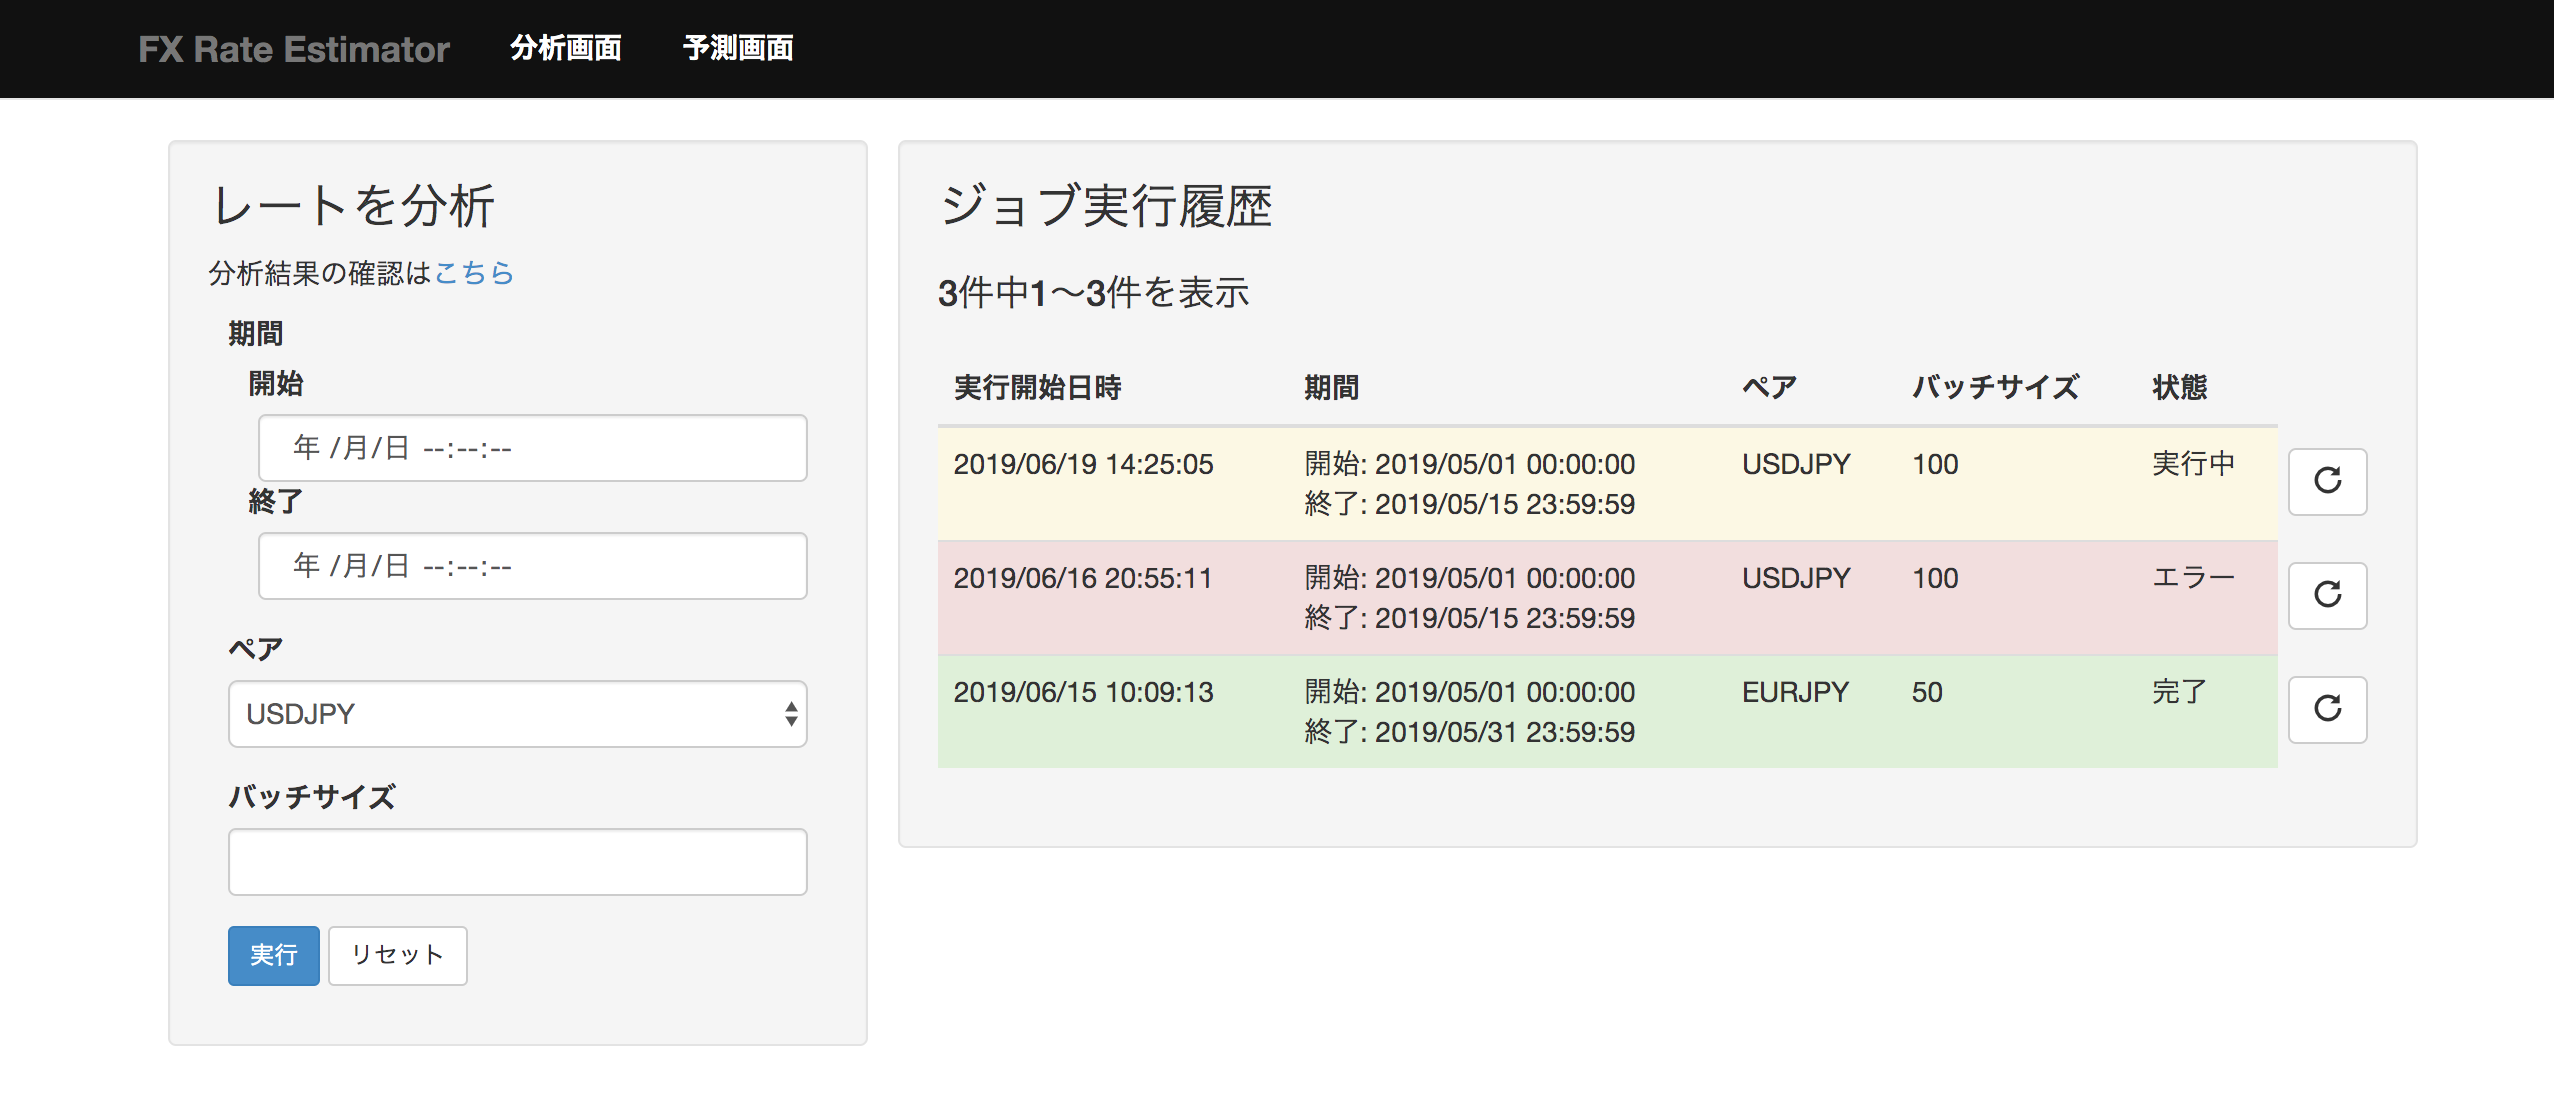 FX Rate Estimator 分析画面 予測画面
レートを分析
分析結果の確認はこちら
期間
開始
年 /月/日 --:--:--
終了
年 /月/日 --:--:--
ペア
USDJPY
バッチサイズ
実行 リセット
ジョブ実行履歴
3件中1〜3件を表示
実行開始日時 期間 ペア バッチサイズ 状態
2019/06/19 14:25:05 開始: 2019/05/01 00:00:00 USDJPY 100 実行中
終了: 2019/05/15 23:59:59
2019/06/16 20:55:11 開始: 2019/05/01 00:00:00 USDJPY 100 エラー
終了: 2019/05/15 23:59:59
2019/06/15 10:09:13 開始: 2019/05/01 00:00:00 EURJPY 50 完了
終了: 2019/05/31 23:59:59